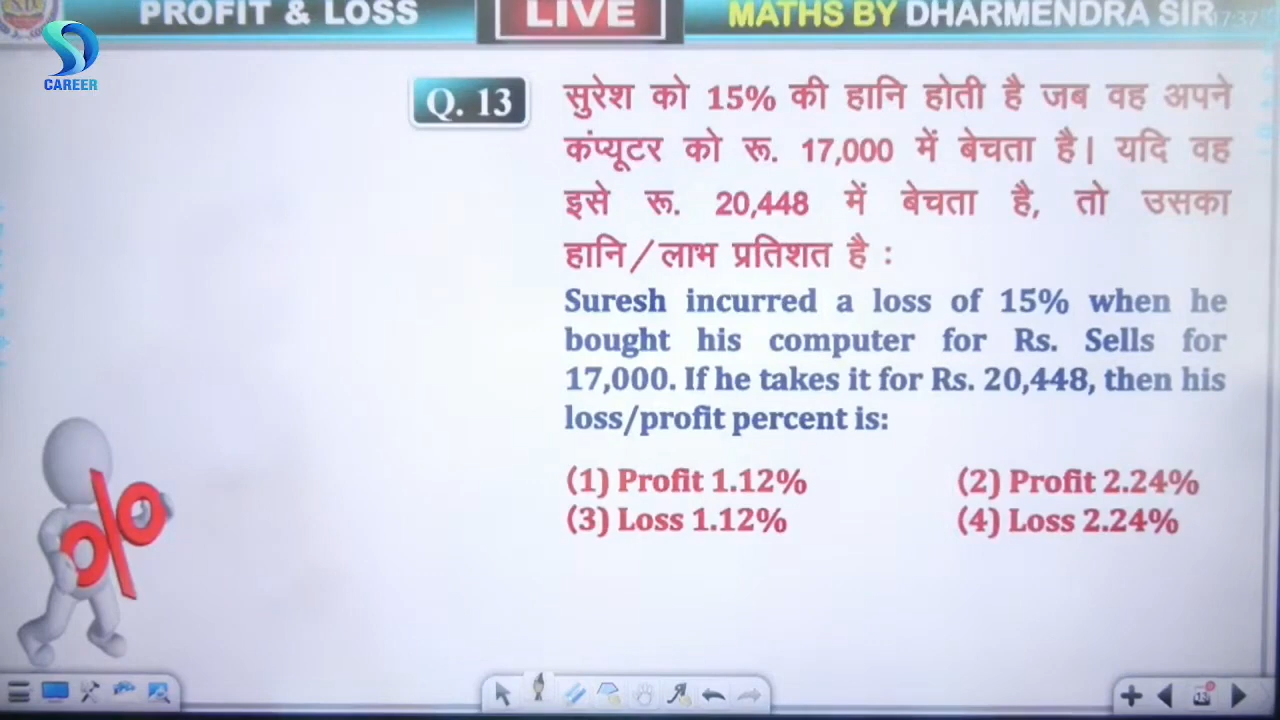 PROFIT & LOSS
LIVE
MATHS BY DHARMENDRA SIR
17:37
CAREER
Q. 13
सुरेश को 15% की हानि होती है जब वह अपने
कंप्यूटर को रू. 17,000 में बेचता है। यदि वह
इसे रू. 20,448 में बेचता है, तो उसका
हानि/लाभ प्रतिशत है :
Suresh incurred a loss of 15% when he
bought his computer for Rs. Sells for
17,000. If he takes it for Rs. 20,448, then his
loss/profit percent is:
(1) Profit 1.12% (2) Profit 2.24%
(3) Loss 1.12% (4) Loss 2.24%